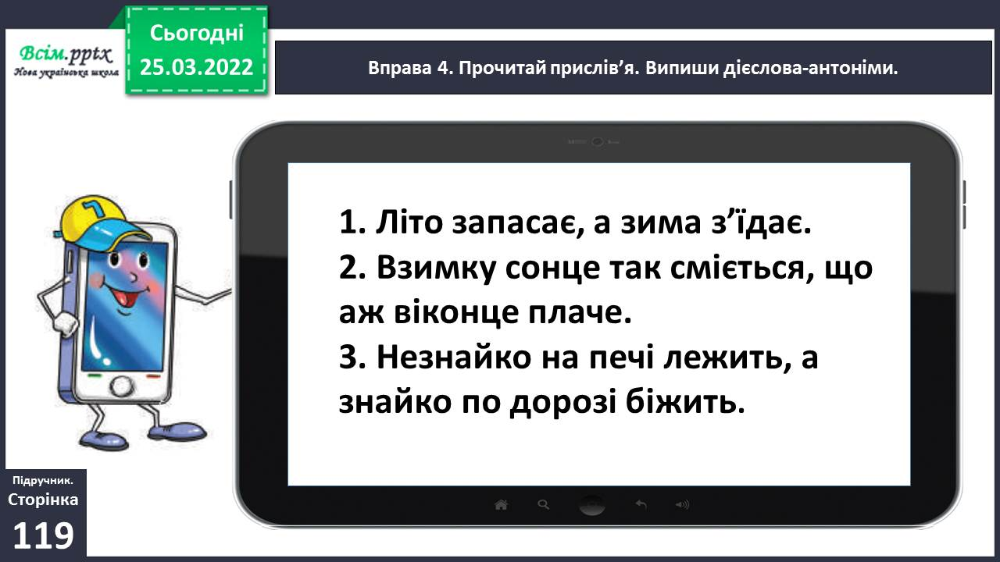 Всім.pptx
Нова українська школа
Сьогодні
25.03.2022
Вправа 4. Прочитай прислів’я. Випиши дієслова-антоніми.
1. Літо запасає, а зима з’їдає.
2. Взимку сонце так сміється, що
аж віконце плаче.
3. Незнайко на печі лежить, а
знайко по дорозі біжить.
Підручник.
Сторінка
119